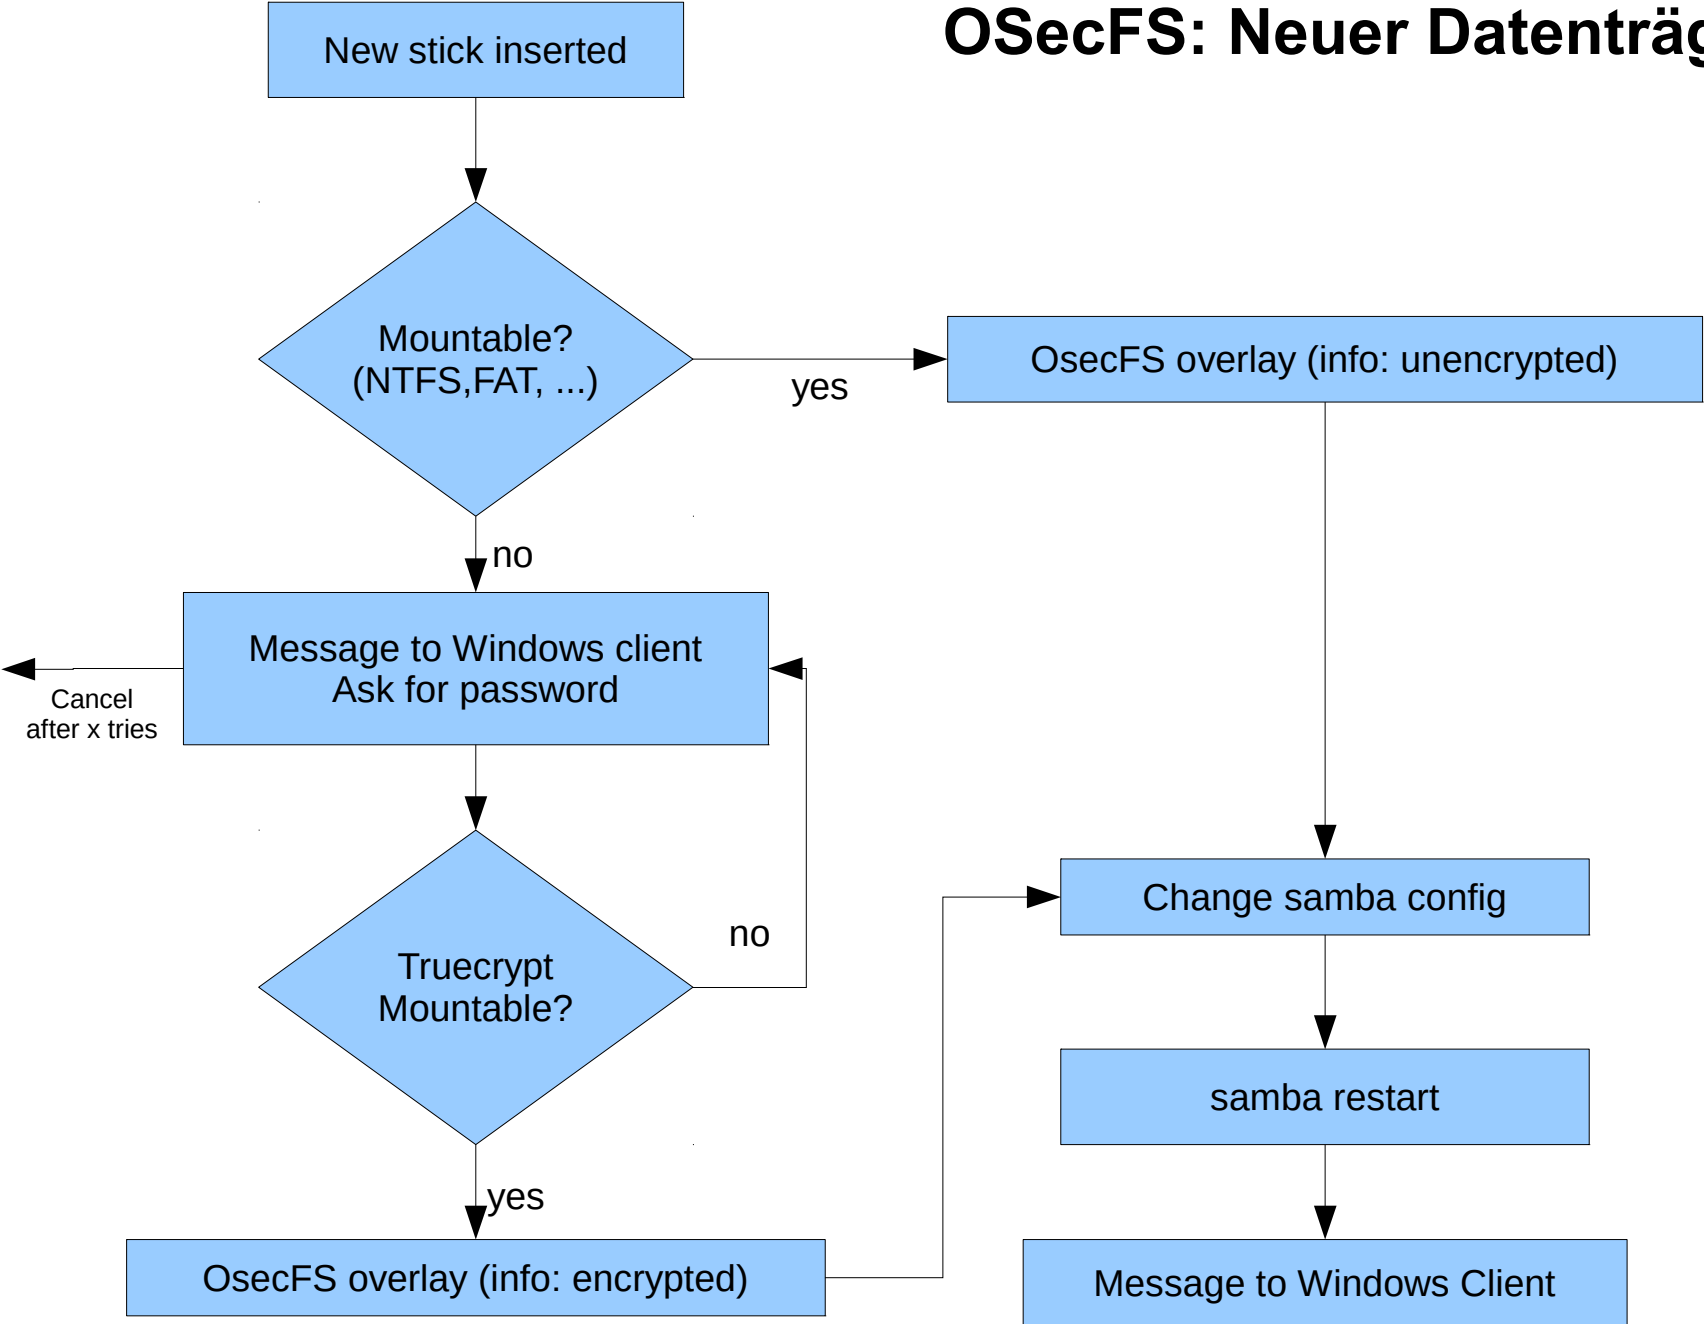 OSecFS: Neuer Datenträg
New stick inserted
Mountable?
(NTFS,FAT, ...)
yes
OsecFS overlay (info: unencrypted)
no
Message to Windows client
Ask for password
Cancel
after x tries
Truecrypt
Mountable?
no
yes
OsecFS overlay (info: encrypted)
Change samba config
samba restart
Message to Windows Client